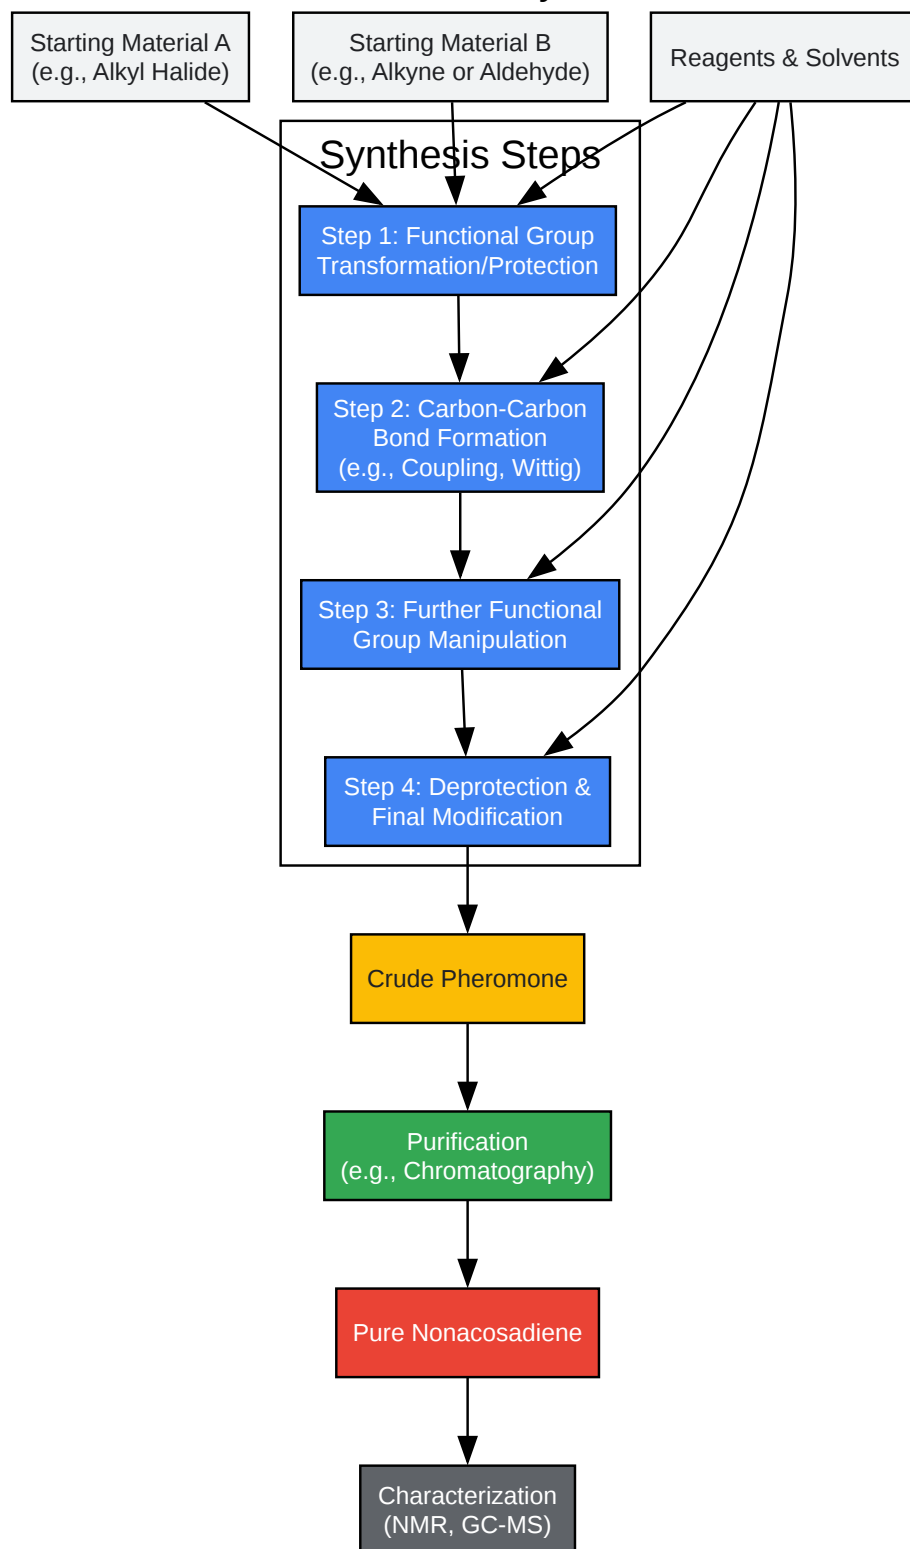 Starting Material A
(e.g., Alkyl Halide)
Starting Material B
(e.g., Alkyne or Aldehyde)
Reagents & Solvents
Synthesis Steps
Step 1: Functional Group
Transformation/Protection
Step 2: Carbon-Carbon
Bond Formation
(e.g., Coupling, Wittig)
Step 3: Further Functional
Group Manipulation
Step 4: Deprotection &
Final Modification
Crude Pheromone
Purification
(e.g., Chromatography)
Pure Nonacosadiene
Characterization
(NMR, GC-MS)